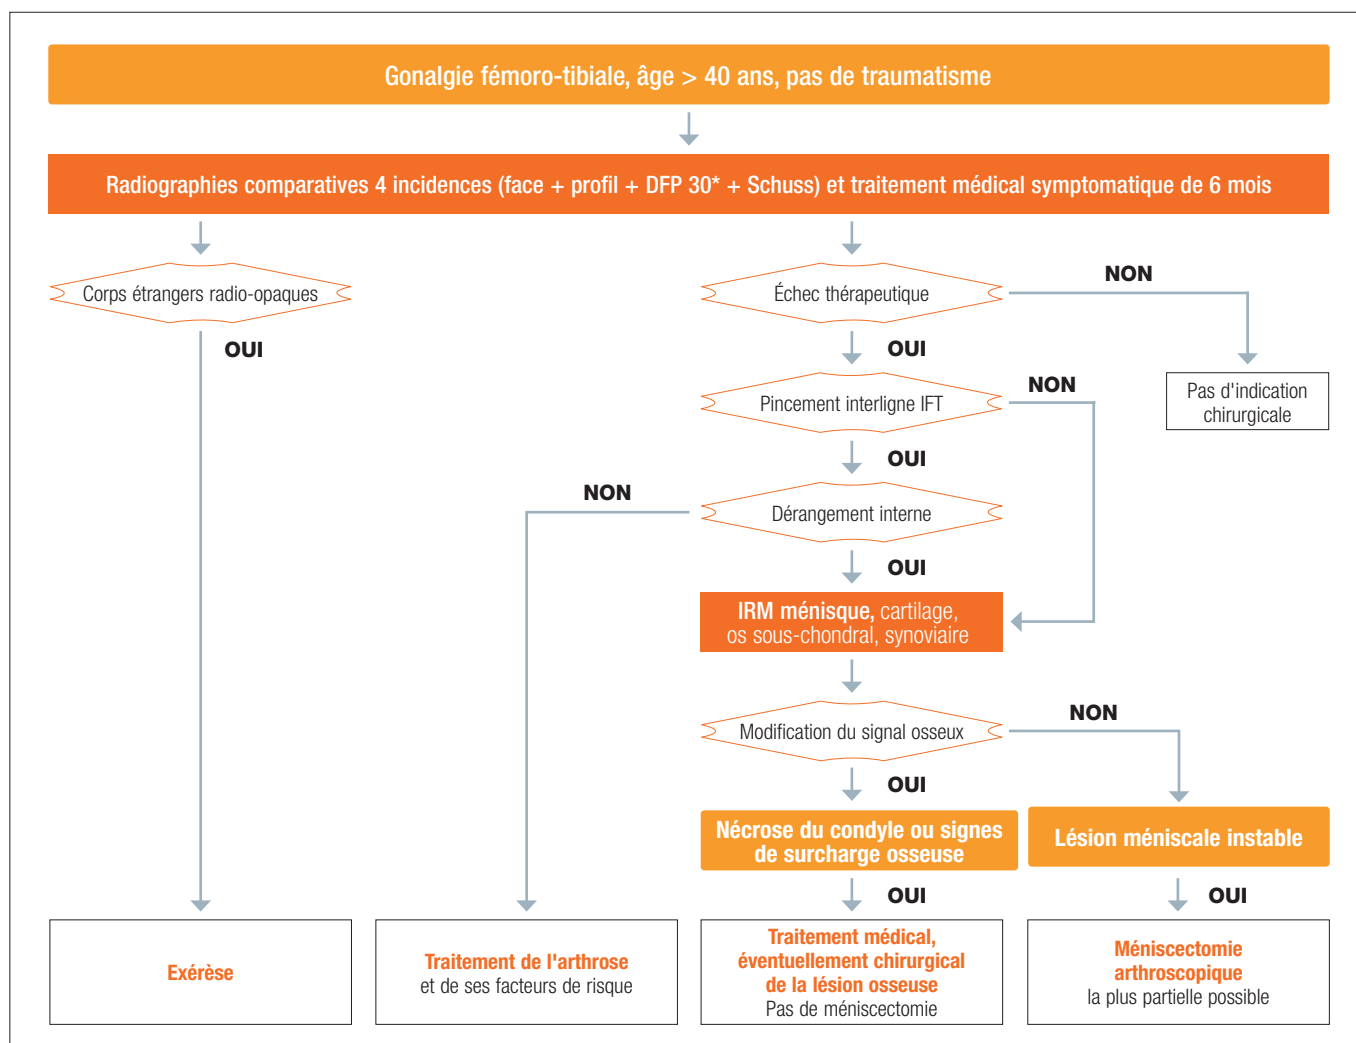 Gonalgie fémoro-tibiale, âge > 40 ans, pas de traumatisme
Radiographies comparatives 4 incidences (face + profil + DFP 30* + Schuss) et traitement médical symptomatique de 6 mois
Corps étrangers radio-opaques
OUI
Échec thérapeutique
NON
OUI
Pas d'indication
chirurgicale
Pincement interligne IFT
NON
OUI
Dérangement interne
NON
OUI
IRM ménisque, cartilage,
os sous-chondral, synoviaire
Modification du signal osseux
NON
OUI
Nécrose du condyle ou signes
de surcharge osseuse
OUI
Lésion méniscale instable
OUI
Exérèse
Traitement de l'arthrose
et de ses facteurs de risque
Traitement médical,
éventuellement chirurgical
de la lésion osseuse
Pas de méniscectomie
Méniscectomie
arthroscopique
la plus partielle possible